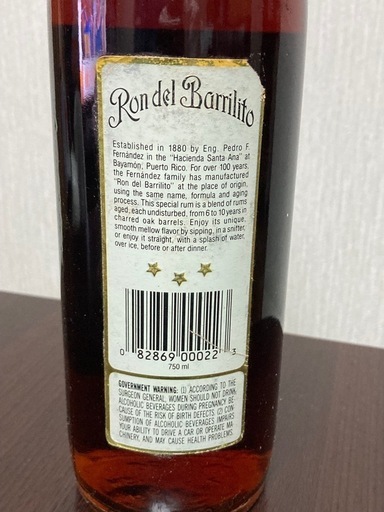 Ron del Barrilito
Established in 1880 by Eng. Pedro F.
Fernández in the "Hacienda Santa Ana" at
Bayamón, Puerto Rico. For over 100 years,
the Fernández family has manufactured
"Ron del Barrilito" at the place of origin,
using the same name, formula and aging
process. This special rum is a blend of rums
aged, each undisturbed, from 6 to 10 years in
charred oak barrels. Enjoy its unique,
smooth mellow flavor by sipping, in a snifter,
or enjoy it straight, with a splash of water,
over ice, before or after dinner.
0 82869 00022 3
750 ml
GOVERNMENT WARNING: (1) ACCORDING TO THE
SURGEON GENERAL, WOMEN SHOULD NOT DRINK
ALCOHOLIC BEVERAGES DURING PREGNANCY BE-
CAUSE OF THE RISK OF BIRTH DEFECTS. (2) CON-
SUMPTION OF ALCOHOLIC BEVERAGES IMPAIRS
YOUR ABILITY TO DRIVE A CAR OR OPERATE MA
CHINERY, AND MAY CAUSE HEALTH PROBLEMS.